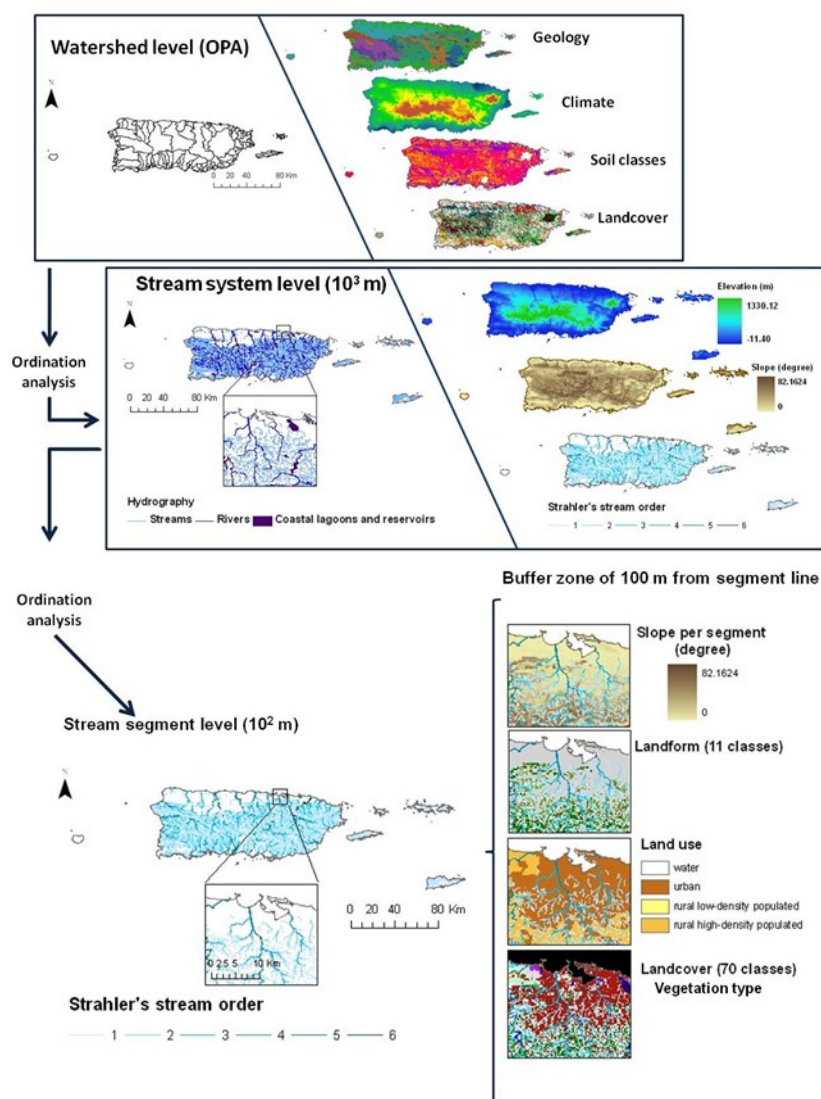 Watershed level (OPA)
N
0 20 40 80 Km
Geology
Climate
Soil classes
Landcover
Ordination
analysis
Stream system level (10³ m)
N
0 20 40 80 Km
Hydrography
Streams Rivers Coastal lagoons and reservoirs
Elevation (m)
1330.12
-11.40
Slope (degree)
82.1624
0
Strahler's stream order
1 2 3 4 5 6
Ordination
analysis
Stream segment level (10² m)
N
0 20 40 80 Km
0 2.5 5 10 Km
Strahler's stream order
1 2 3 4 5 6
Buffer zone of 100 m from segment line
Slope per segment
(degree)
82.1624
0
Landform (11 classes)
Land use
water
urban
rural low-density populated
rural high-density populated
Landcover (70 classes)
Vegetation type